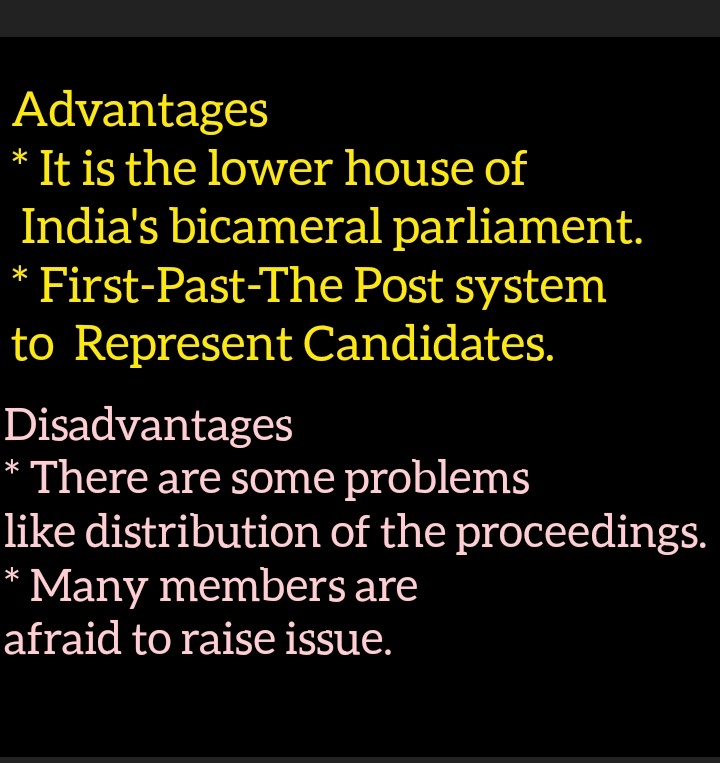 Advantages
* It is the lower house of
India's bicameral parliament.
* First-Past-The Post system
to Represent Candidates.
Disadvantages
* There are some problems
like distribution of the proceedings.
* Many members are
afraid to raise issue.